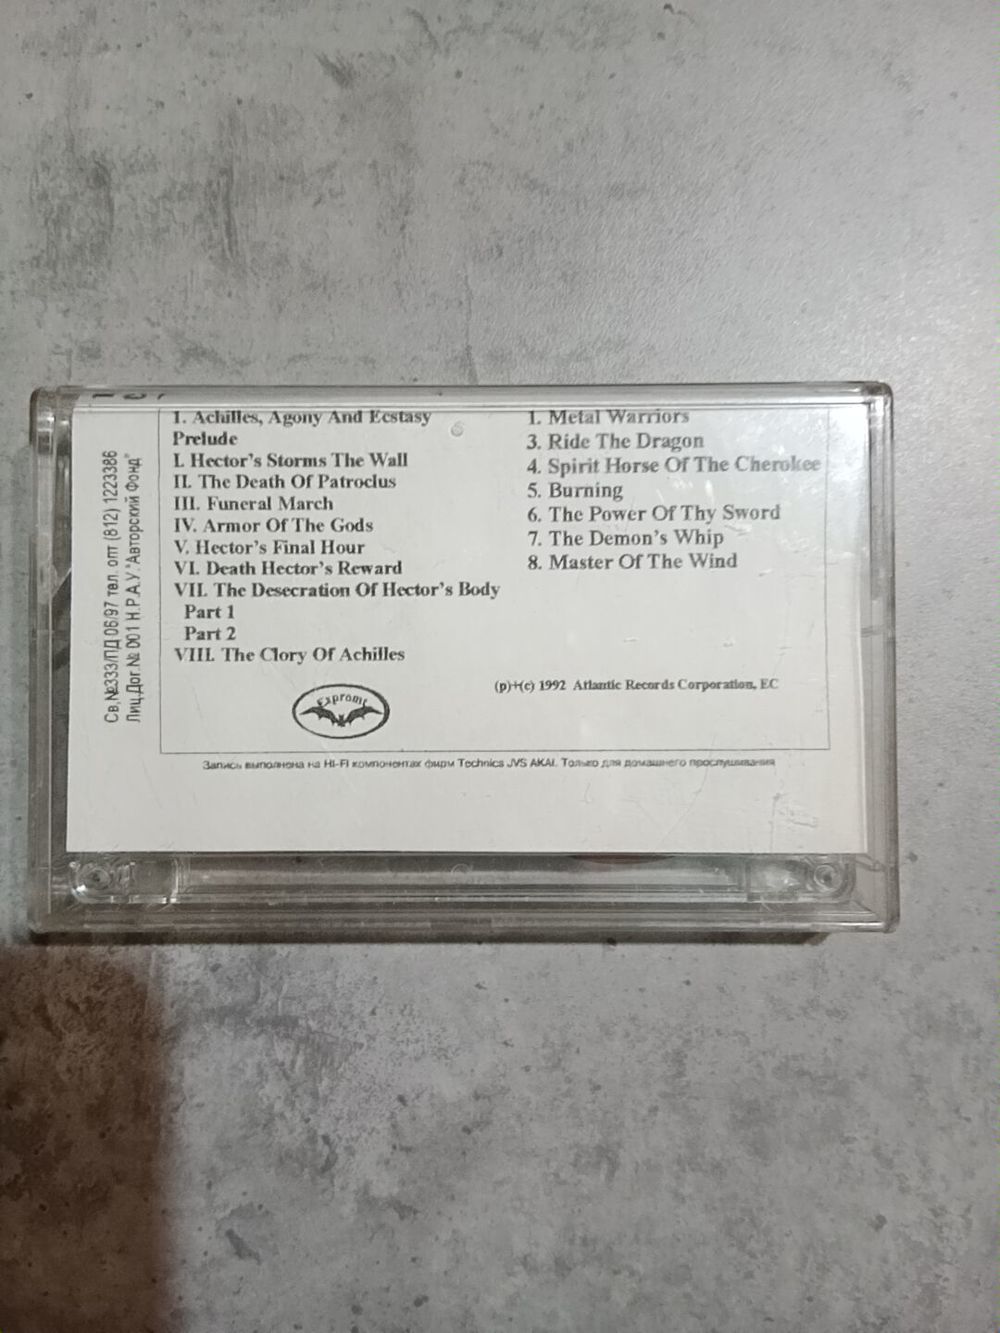 1. Achilles, Agony And Ecstasy
Prelude
I. Hector's Storms The Wall
II. The Death Of Patroclus
III. Funeral March
IV. Armor Of The Gods
V. Hector's Final Hour
VI. Death Hector's Reward
VII. The Desecration Of Hector's Body
Part 1
Part 2
VIII. The Clory Of Achilles
1. Metal Warriors
3. Ride The Dragon
4. Spirit Horse Of The Cherokee
5. Burning
6. The Power Of Thy Sword
7. The Demon's Whip
8. Master Of The Wind
Expromt
(p)+(c) 1992 Atlantic Records Corporation, EC
Запись выполнена на HI-FI компонентах фирм Technics JVS AKAI. Только для домашнего прослушивания
Св.№333/ПД 06/97 тел. опт (812) 1223386
Лиц.Дог.№ 001 Н.Р.А.У."Авторский Фонд"